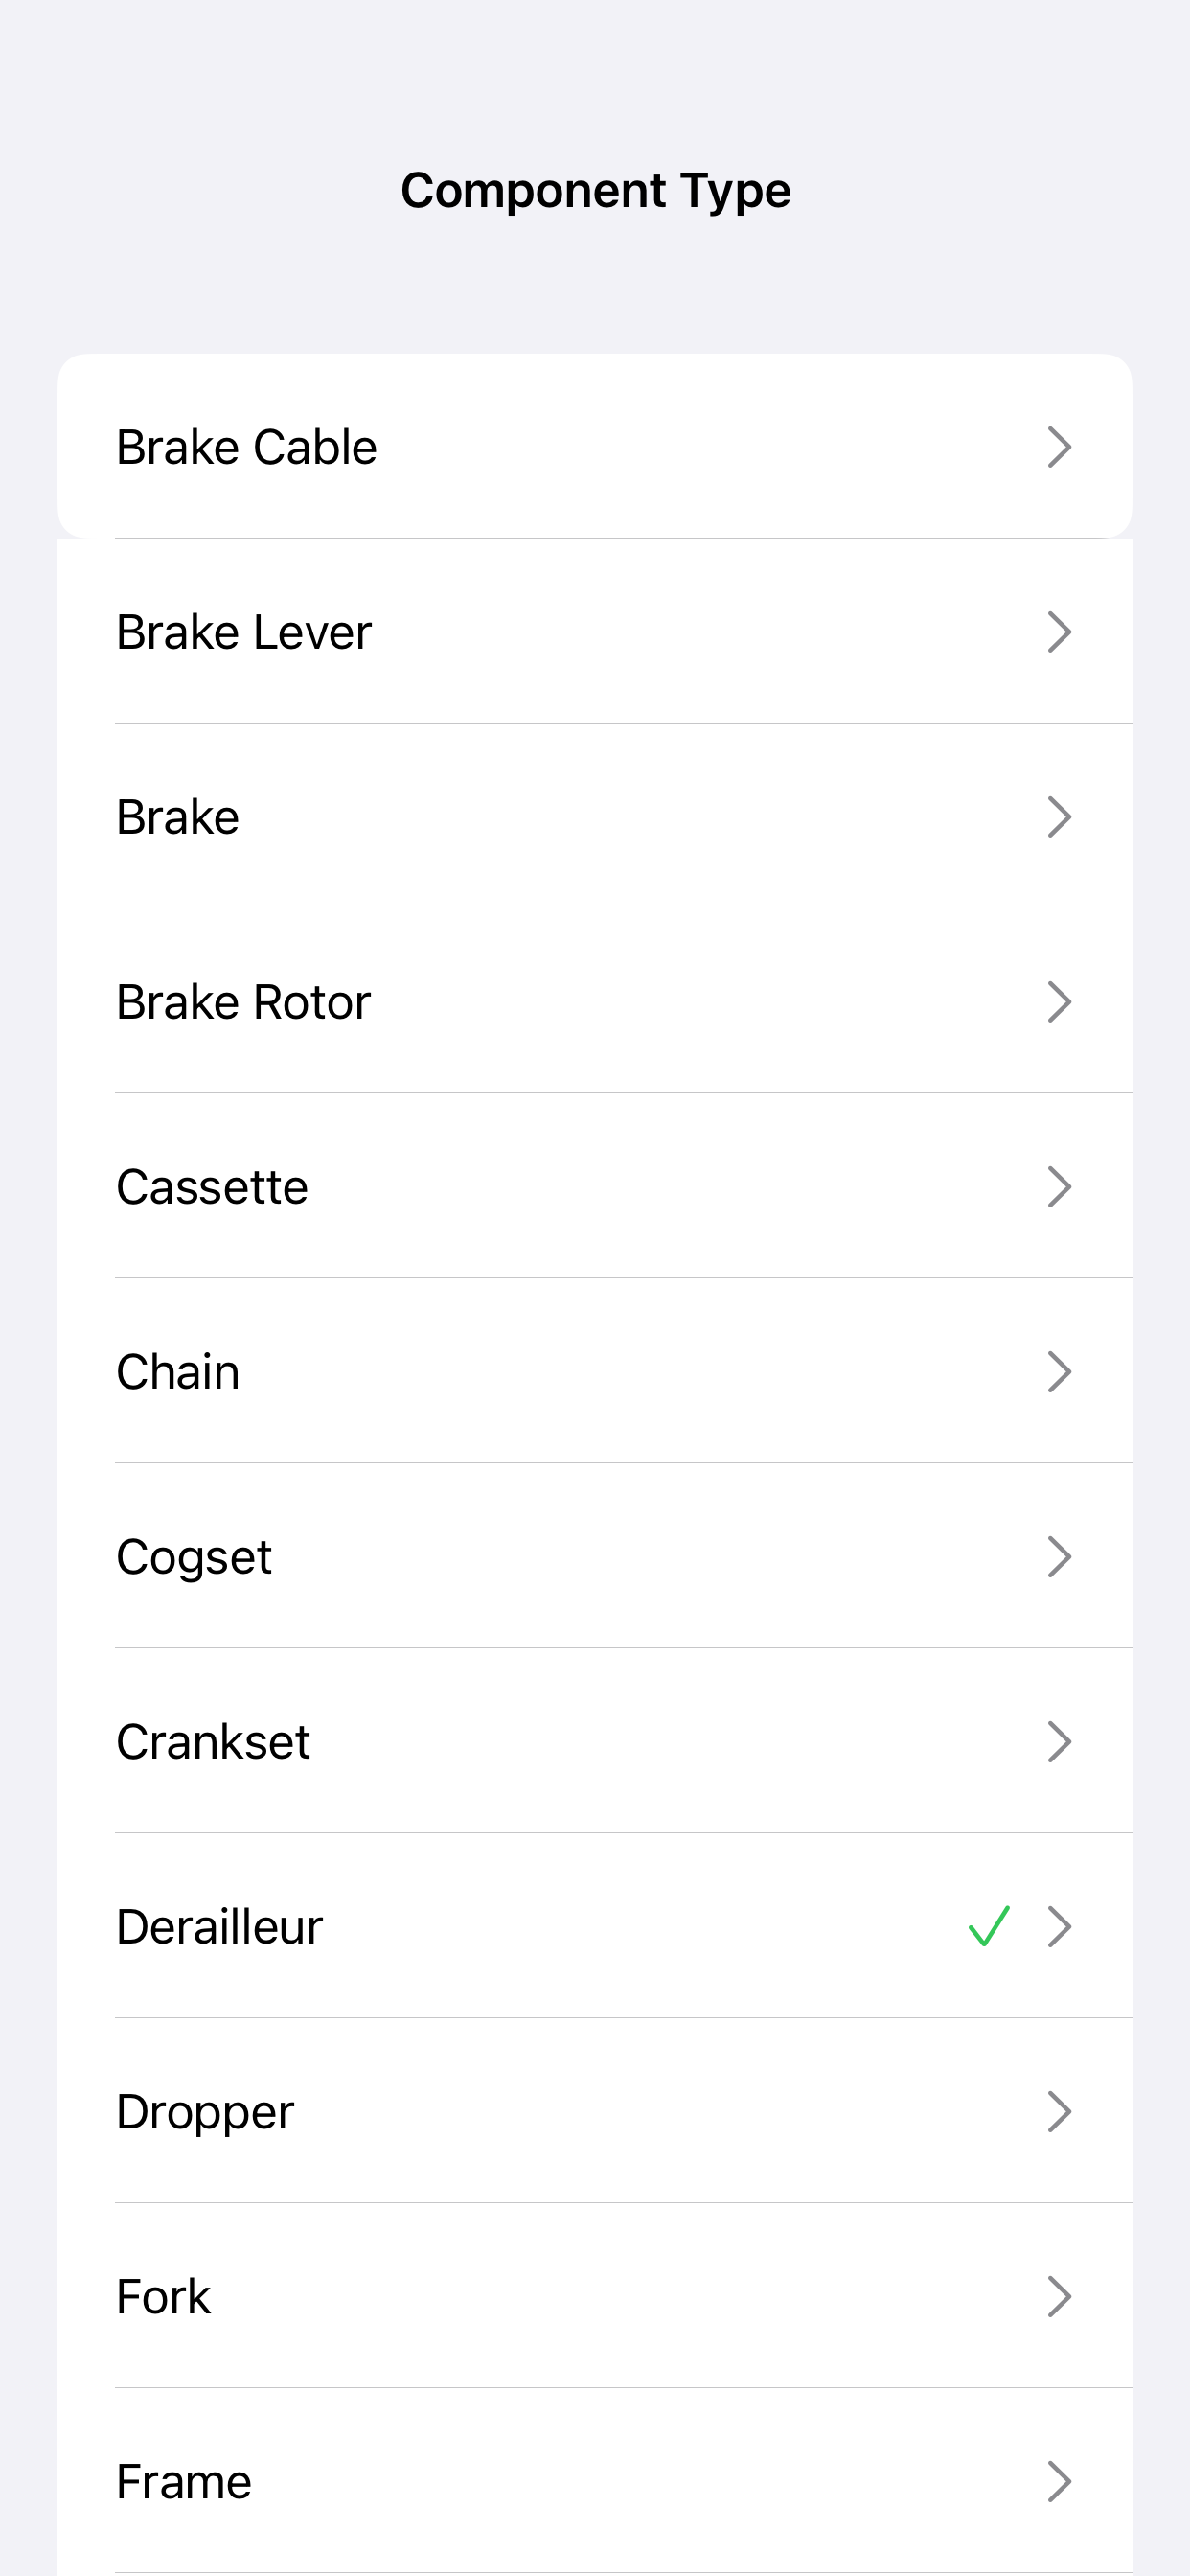 Component Type
Brake Cable
Brake Lever
Brake
Brake Rotor
Cassette
Chain
Cogset
Crankset
Derailleur
Dropper
Fork
Frame